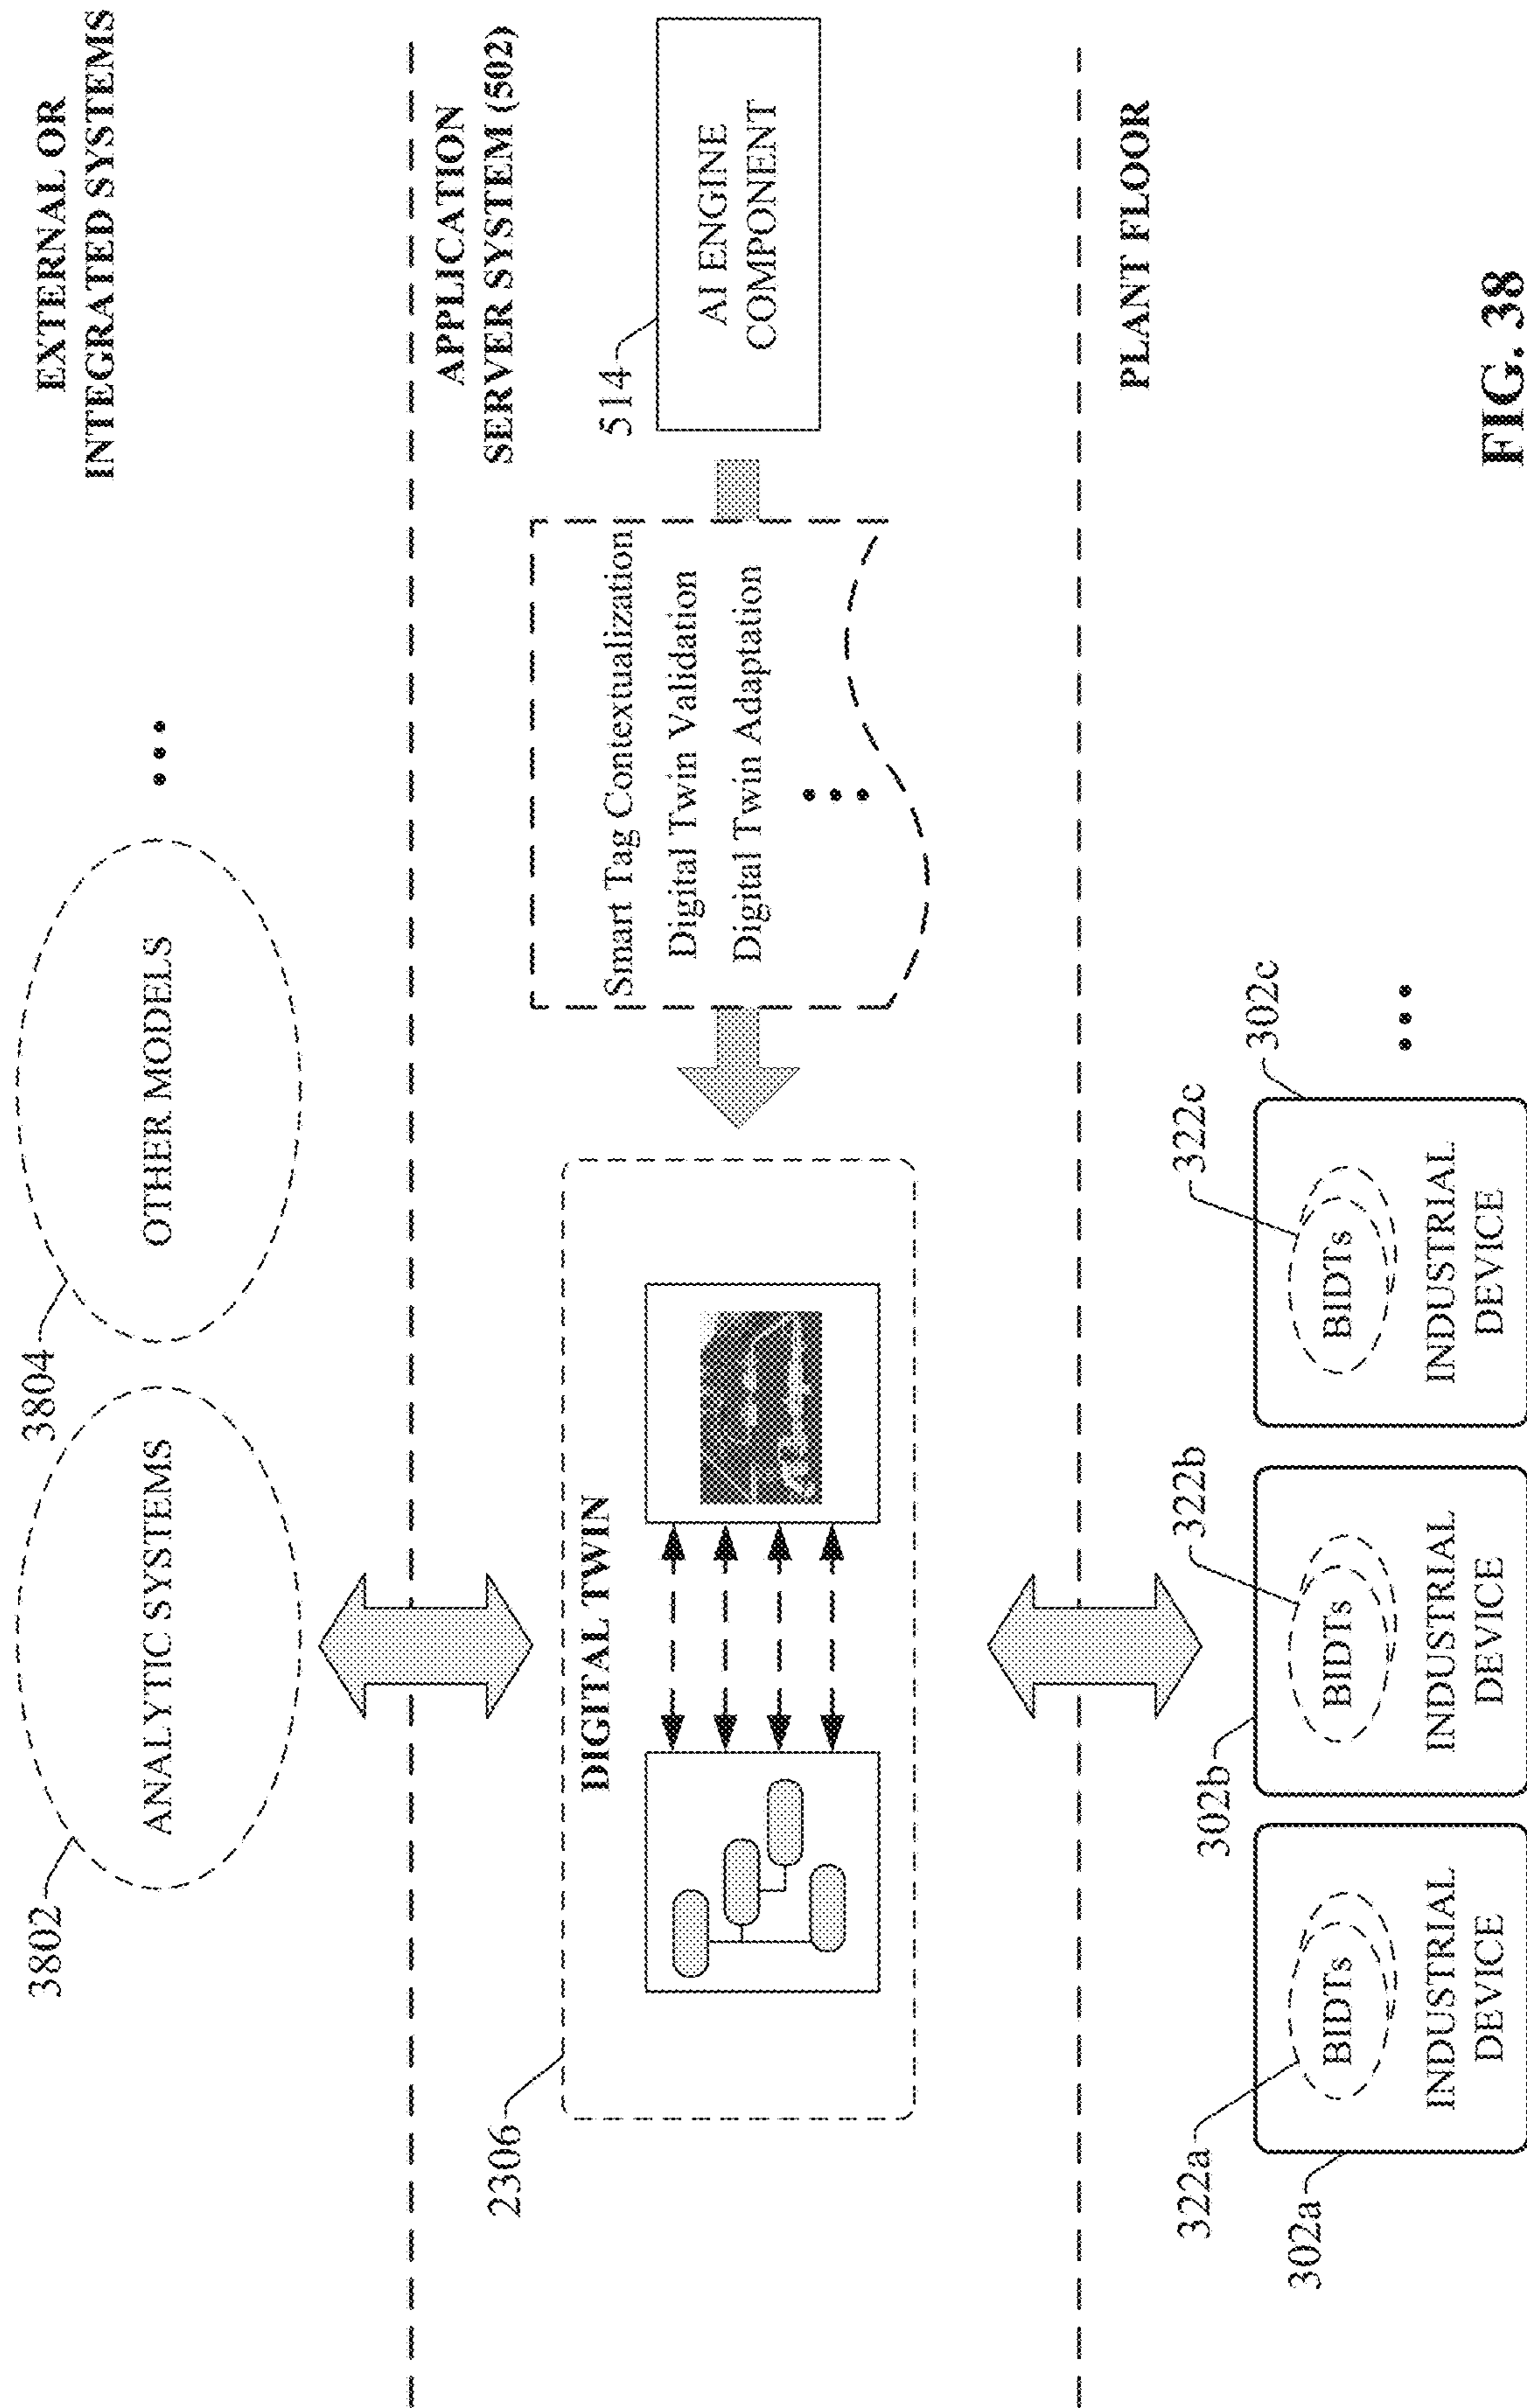 EXTERNAL OR
INTEGRATED SYSTEMS
3802
ANALYTIC SYSTEMS
3804
OTHER MODELS
•••
APPLICATION
SERVER SYSTEM (502)
2306
DIGITAL TWIN
Smart Tag Contextualization
Digital Twin Validation
Digital Twin Adaptation
•••
514
AI ENGINE
COMPONENT
PLANT FLOOR
322a
302a
BIDTs
INDUSTRIAL
DEVICE
302b
322b
BIDTs
INDUSTRIAL
DEVICE
322c
302c
BIDTs
INDUSTRIAL
DEVICE
•••
FIG. 38